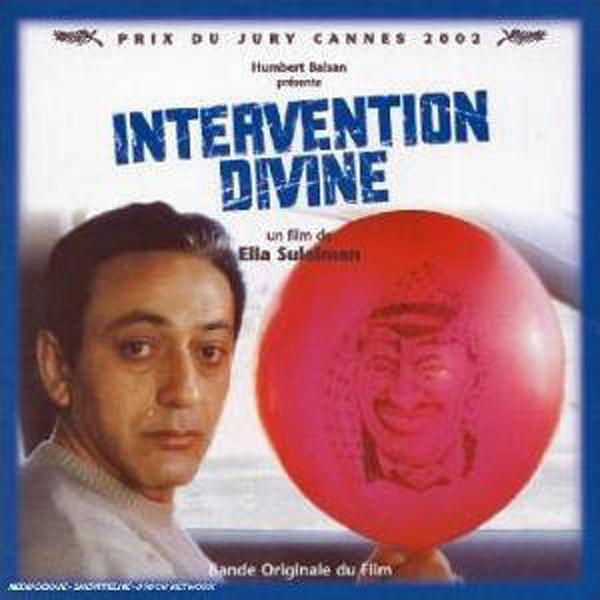 PRIX DU JURY CANNES 2002
Humbert Balsan
présente
INTERVENTION
DIVINE
un film de
Elia Suleiman
Bande Originale du Film